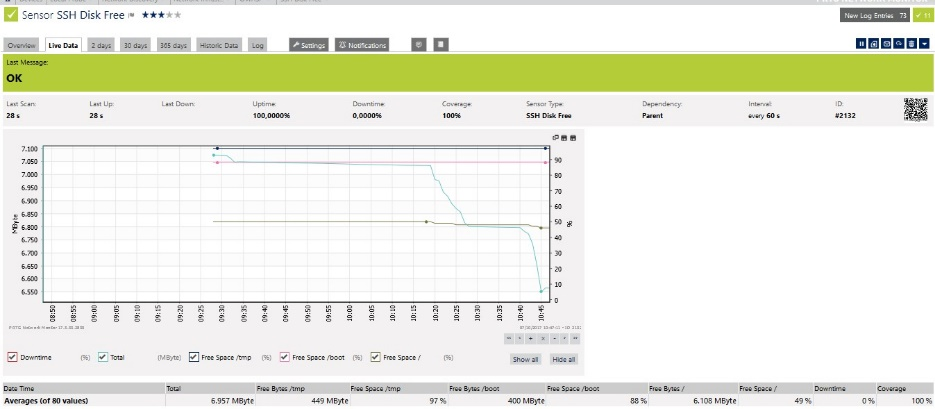 Sensor SSH Disk Free
New Log Entries 73
11
Overview Live Data 2 days 30 days 365 days Historic Data Log Settings Notifications
Last Message:
OK
Last Scan: Last Up: Last Down: Uptime: Downtime: Coverage: Sensor Type: Dependency: Interval: ID:
28 s 28 s 100,0000% 0,0000% 100% SSH Disk Free Parent every 60 s #2132
7.100
7.050
7.000
6.950
6.900
6.850
6.800
6.750
6.700
6.650
6.600
6.550
MByte
90
80
70
60
50
40
30
20
10
0
%
08:50 08:55 09:00 09:05 09:10 09:15 09:20 09:25 09:30 09:35 09:40 09:45 09:50 09:55 10:00 10:05 10:10 10:15 10:20 10:25 10:30 10:35 10:40 10:45
Downtime (%) Total (MByte) Free Space /tmp (%) Free Space /boot (%) Free Space / (%)
Show all Hide all
Date Time Total Free Bytes /tmp Free Space /tmp Free Bytes /boot Free Space /boot Free Bytes / Free Space / Downtime Coverage
Averages (of 80 values) 6.957 MByte 449 MByte 97 % 400 MByte 88 % 6.108 MByte 49 % 0 % 100 %